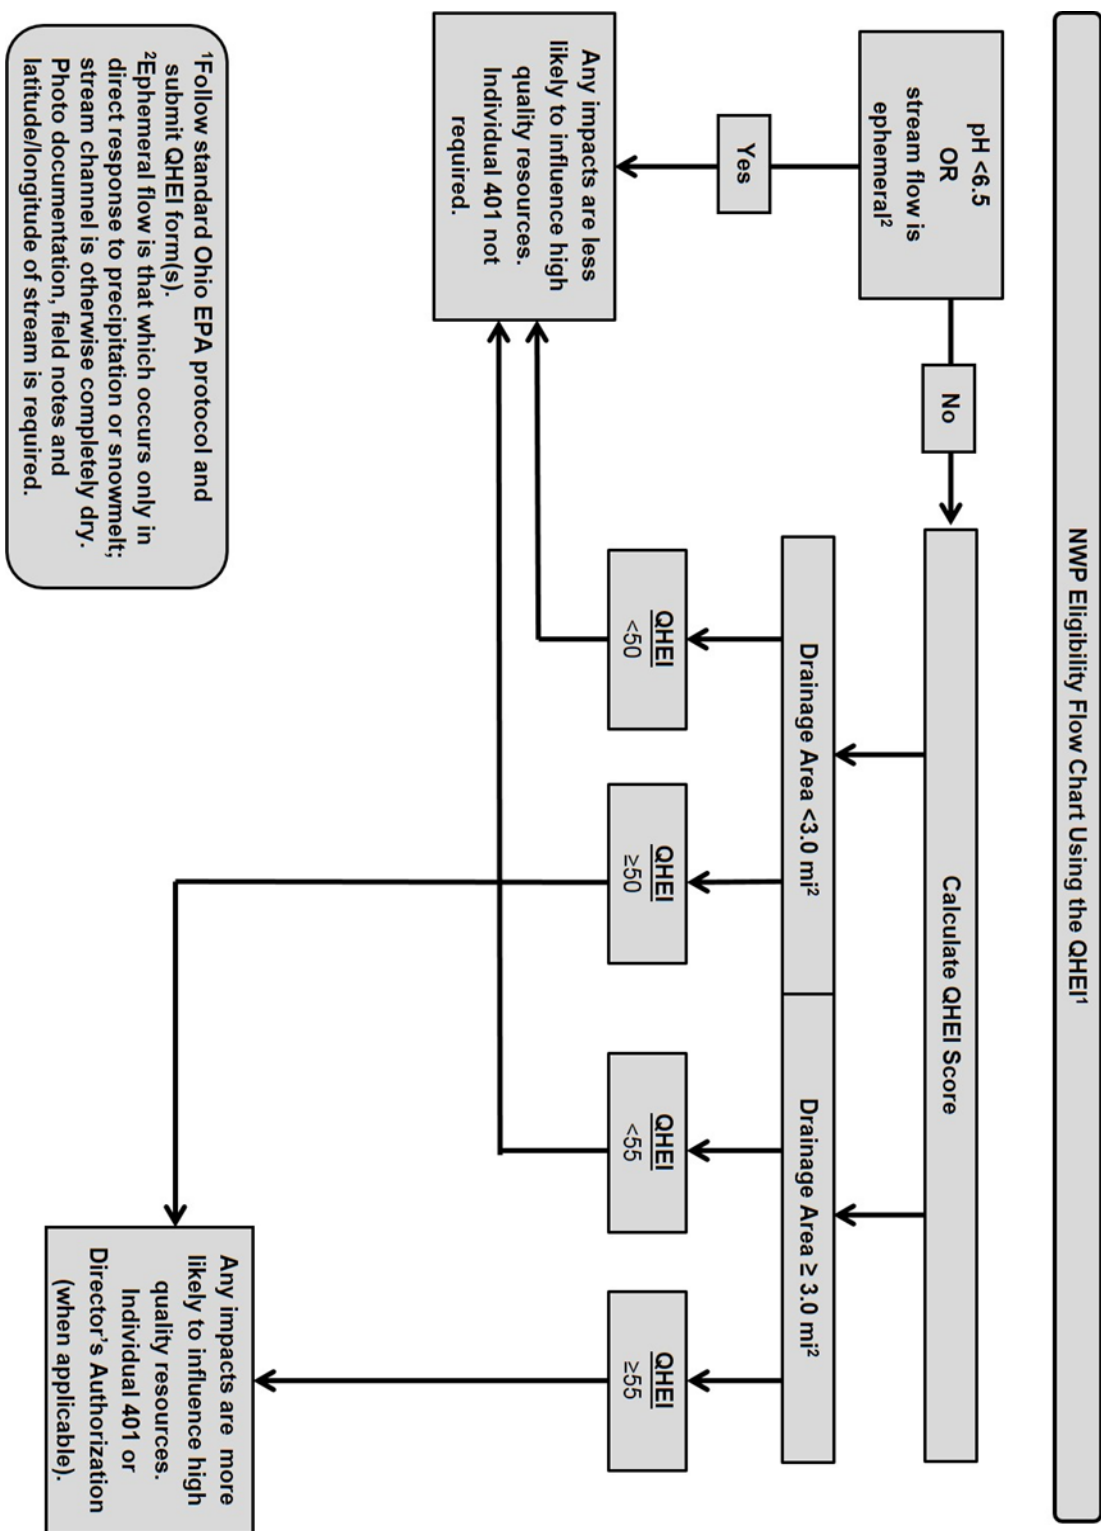 NWP Eligibility Flow Chart Using the QHEI¹
pH <6.5
OR
stream flow is
ephemeral²
No
Yes
Calculate QHEI Score
Drainage Area <3.0 mi²
Drainage Area ≥ 3.0 mi²
QHEI
<50
QHEI
≥50
QHEI
<55
QHEI
≥55
Any impacts are less
likely to influence high
quality resources.
Individual 401 not
required.
Any impacts are more
likely to influence high
quality resources.
Individual 401 or
Director's Authorization
(when applicable).
¹Follow standard Ohio EPA protocol and
submit QHEI form(s).
²Ephemeral flow is that which occurs only in
direct response to precipitation or snowmelt;
stream channel is otherwise completely dry.
Photo documentation, field notes and
latitude/longitude of stream is required.